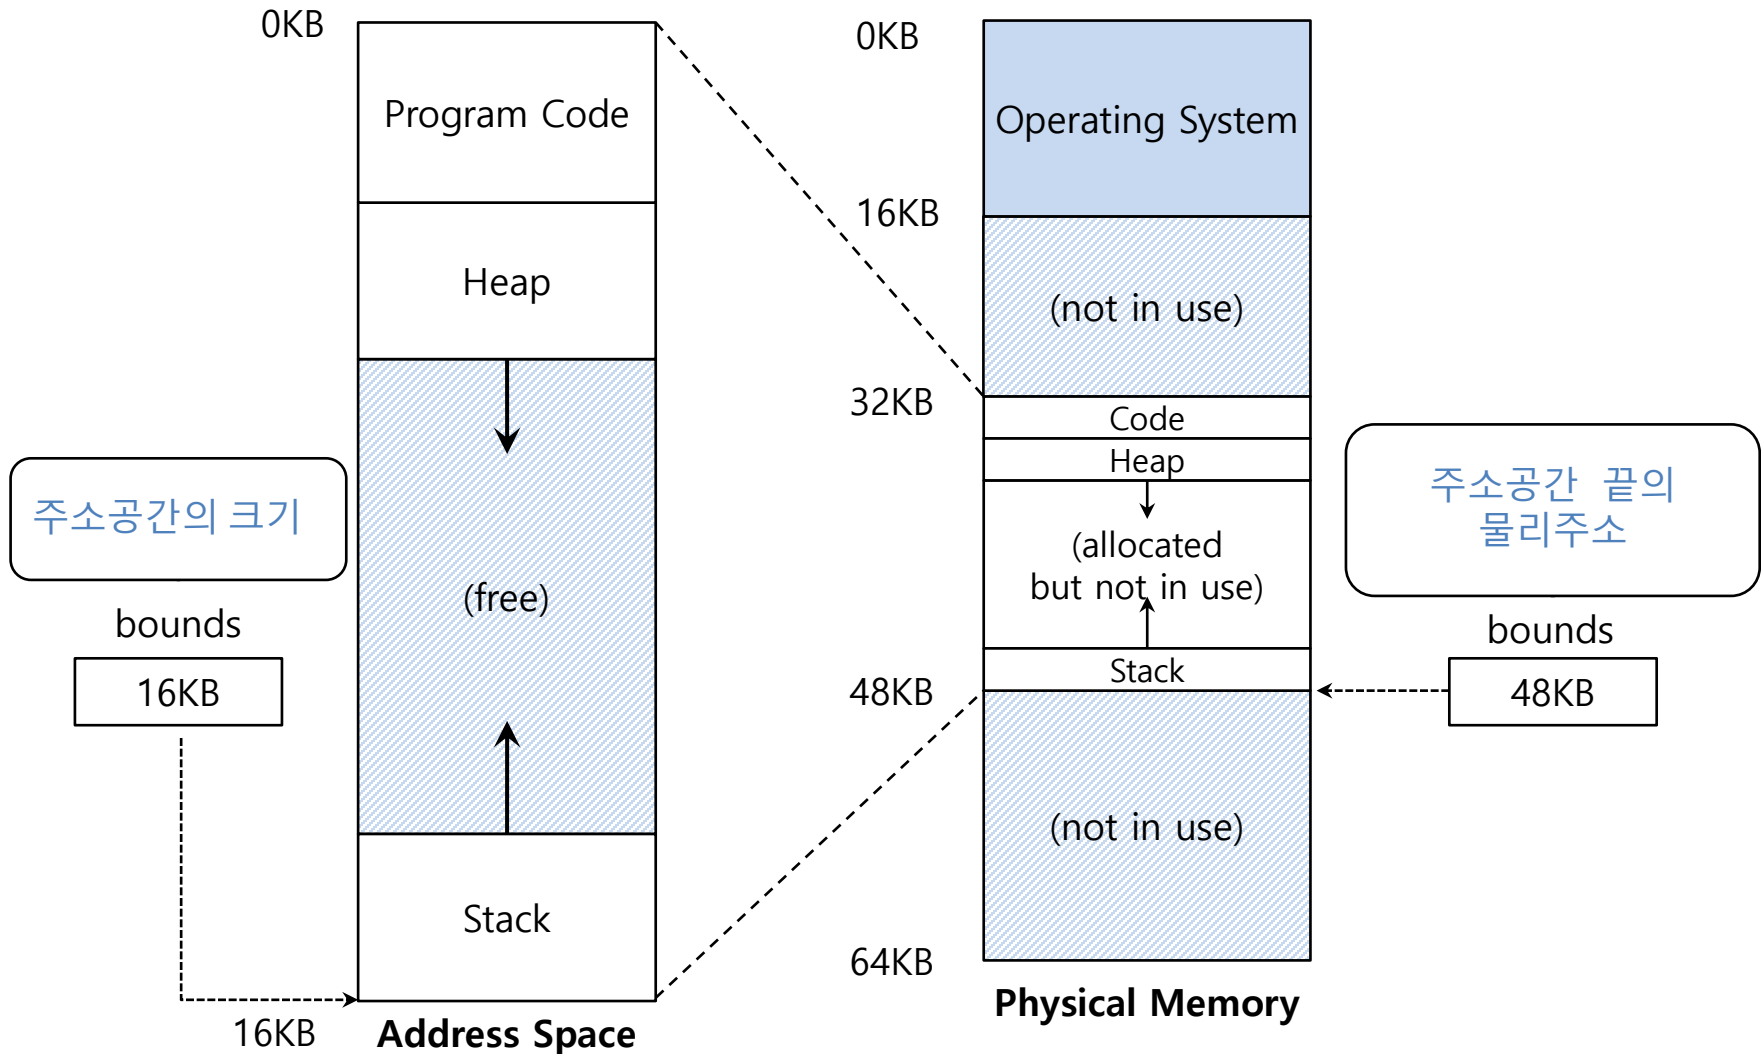 0KB
Program Code
Heap
(free)
Stack
16KB
Address Space
주소공간의 크기
bounds
16KB
0KB
Operating System
16KB
(not in use)
32KB
Code
Heap
(allocated
but not in use)
Stack
48KB
(not in use)
64KB
Physical Memory
주소공간 끝의
물리주소
bounds
48KB